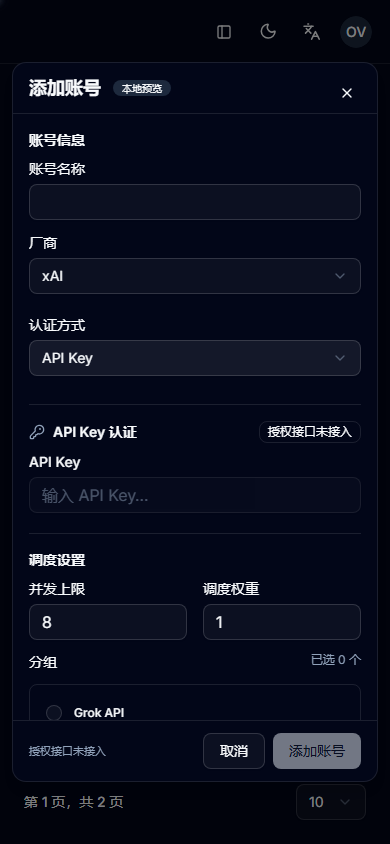 OV
添加账号 本地预览
账号信息
账号名称
厂商
xAI
认证方式
API Key
API Key 认证 授权接口未接入
API Key
输入 API Key...
调度设置
并发上限 调度权重
8 1
分组 已选 0 个
Grok API
授权接口未接入 取消 添加账号
第 1 页，共 2 页 10